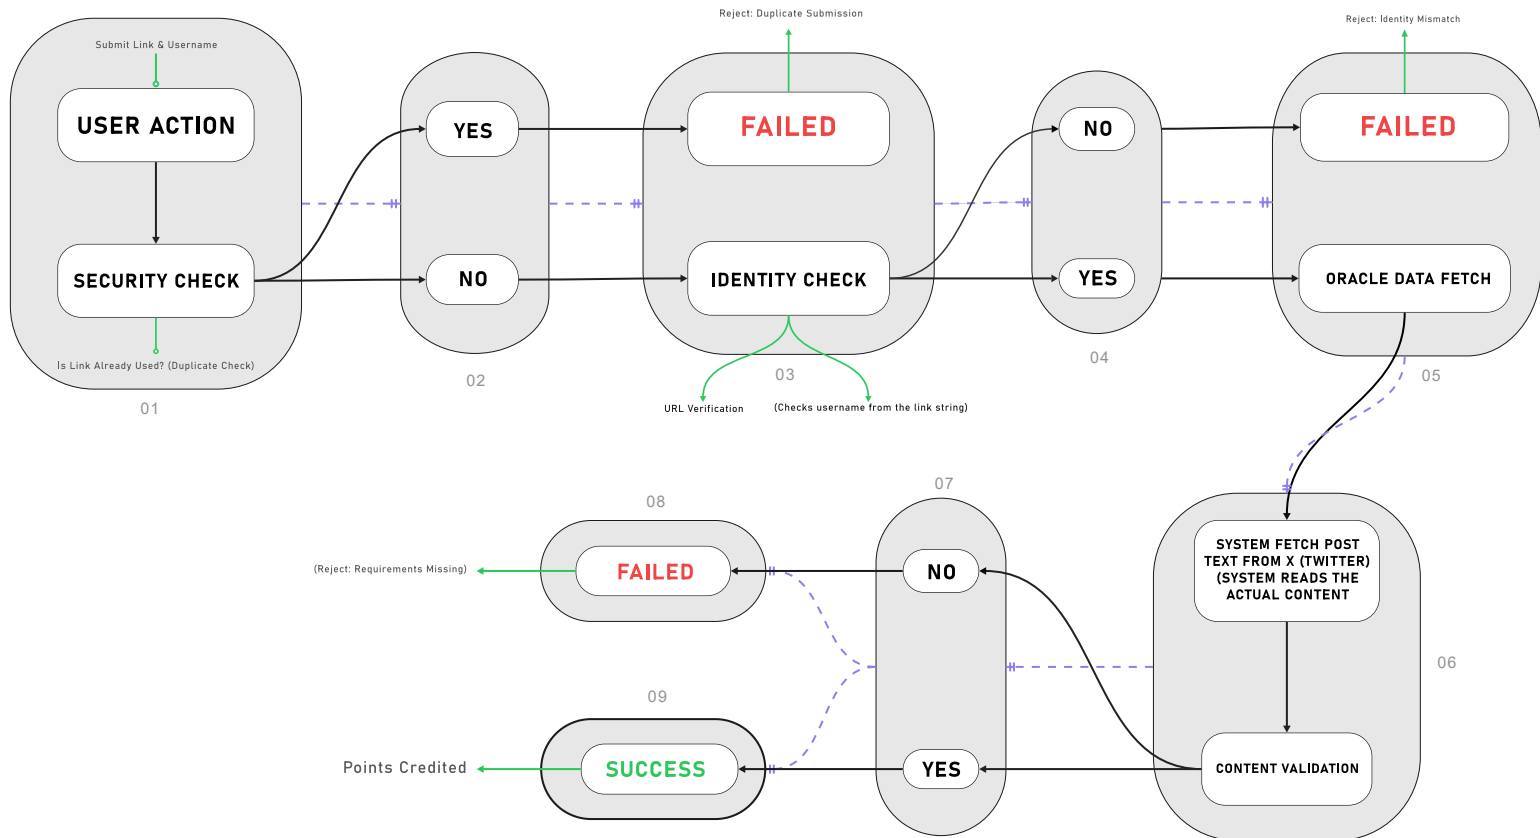 Submit Link & Username
USER ACTION
SECURITY CHECK
Is Link Already Used? (Duplicate Check)
01
YES
NO
02
Reject: Duplicate Submission
FAILED
IDENTITY CHECK
03
URL Verification
(Checks username from the link string)
NO
YES
04
Reject: Identity Mismatch
FAILED
ORACLE DATA FETCH
05
SYSTEM FETCH POST
TEXT FROM X (TWITTER)
(SYSTEM READS THE
ACTUAL CONTENT
CONTENT VALIDATION
06
07
NO
YES
08
FAILED
(Reject: Requirements Missing)
09
SUCCESS
Points Credited